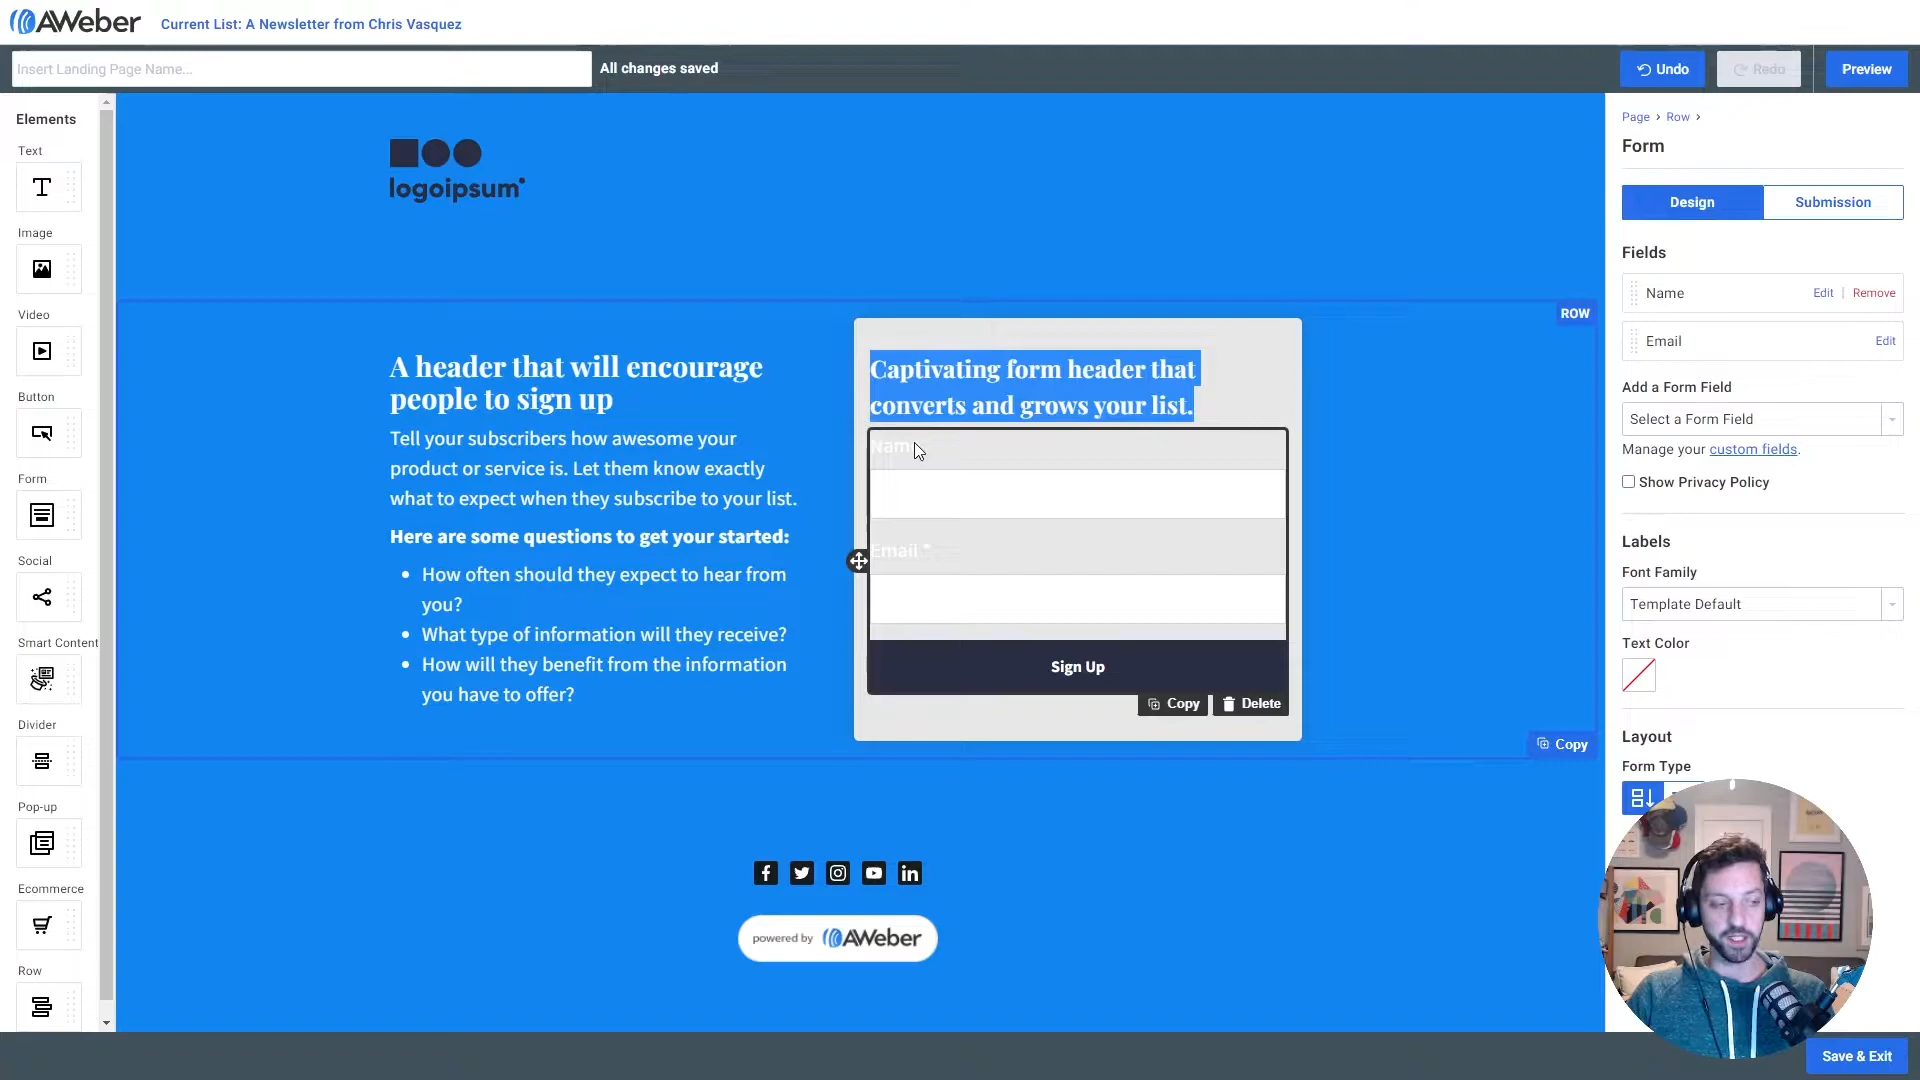 AWeber
Current List: A Newsletter from Chris Vasquez
Insert Landing Page Name...
All changes saved
Undo
Redo
Preview
Elements
Text
Image
Video
Button
Form
Social
Smart Content
Divider
Pop-up
Ecommerce
Row
logoipsum
ROW
A header that will encourage
people to sign up
Tell your subscribers how awesome your
product or service is. Let them know exactly
what to expect when they subscribe to your list.
Here are some questions to get your started:
• How often should they expect to hear from
you?
• What type of information will they receive?
• How will they benefit from the information
you have to offer?
Captivating form header that
converts and grows your list.
Name
Email *
Sign Up
Copy
Delete
Copy
powered by AWeber
Page › Row ›
Form
Design
Submission
Fields
Name
Edit | Remove
Email
Edit
Add a Form Field
Select a Form Field
Manage your custom fields.
Show Privacy Policy
Labels
Font Family
Template Default
Text Color
Layout
Form Type
Save & Exit